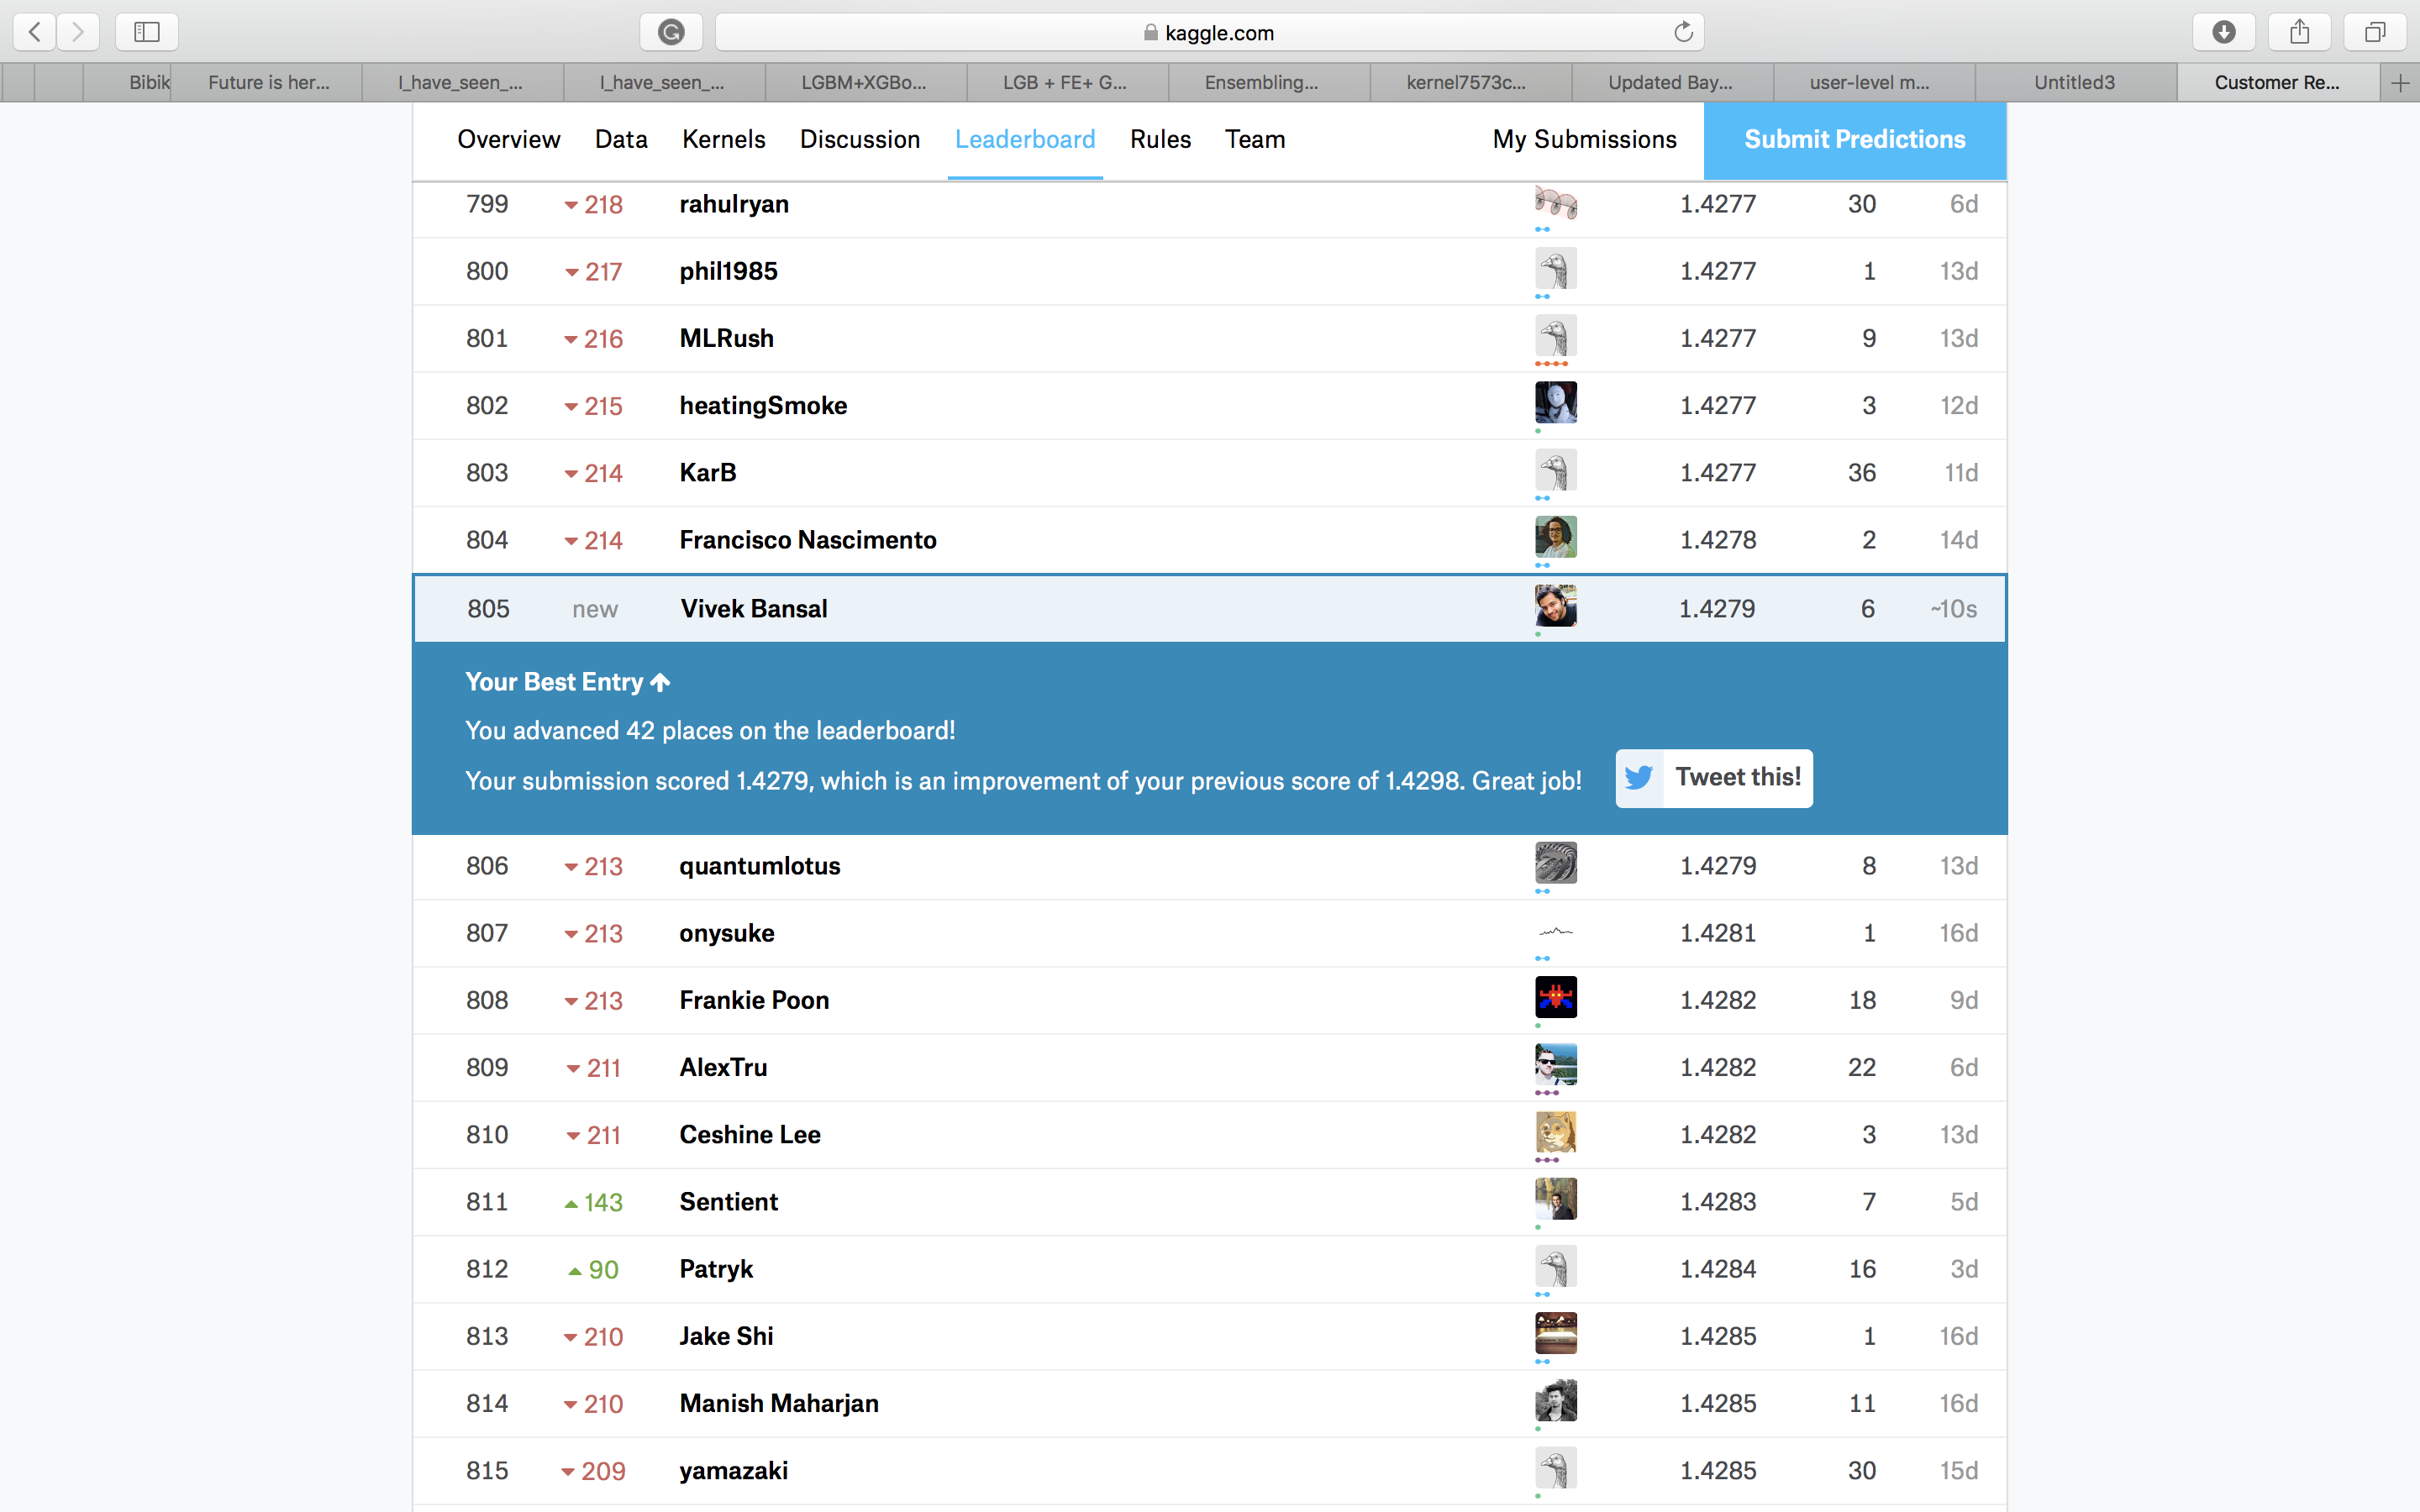 kaggle.com
Bibik Future is her... I_have_seen_... I_have_seen_... LGBM+XGBo... LGB + FE+ G... Ensembling... kernel7573c... Updated Bay... user-level m... Untitled3 Customer Re...
Overview Data Kernels Discussion Leaderboard Rules Team My Submissions Submit Predictions
799 218 rahulryan 1.4277 30 6d
800 217 phil1985 1.4277 1 13d
801 216 MLRush 1.4277 9 13d
802 215 heatingSmoke 1.4277 3 12d
803 214 KarB 1.4277 36 11d
804 214 Francisco Nascimento 1.4278 2 14d
805 new Vivek Bansal 1.4279 6 ~10s
Your Best Entry
You advanced 42 places on the leaderboard!
Your submission scored 1.4279, which is an improvement of your previous score of 1.4298. Great job! Tweet this!
806 213 quantumlotus 1.4279 8 13d
807 213 onysuke 1.4281 1 16d
808 213 Frankie Poon 1.4282 18 9d
809 211 AlexTru 1.4282 22 6d
810 211 Ceshine Lee 1.4282 3 13d
811 143 Sentient 1.4283 7 5d
812 90 Patryk 1.4284 16 3d
813 210 Jake Shi 1.4285 1 16d
814 210 Manish Maharjan 1.4285 11 16d
815 209 yamazaki 1.4285 30 15d